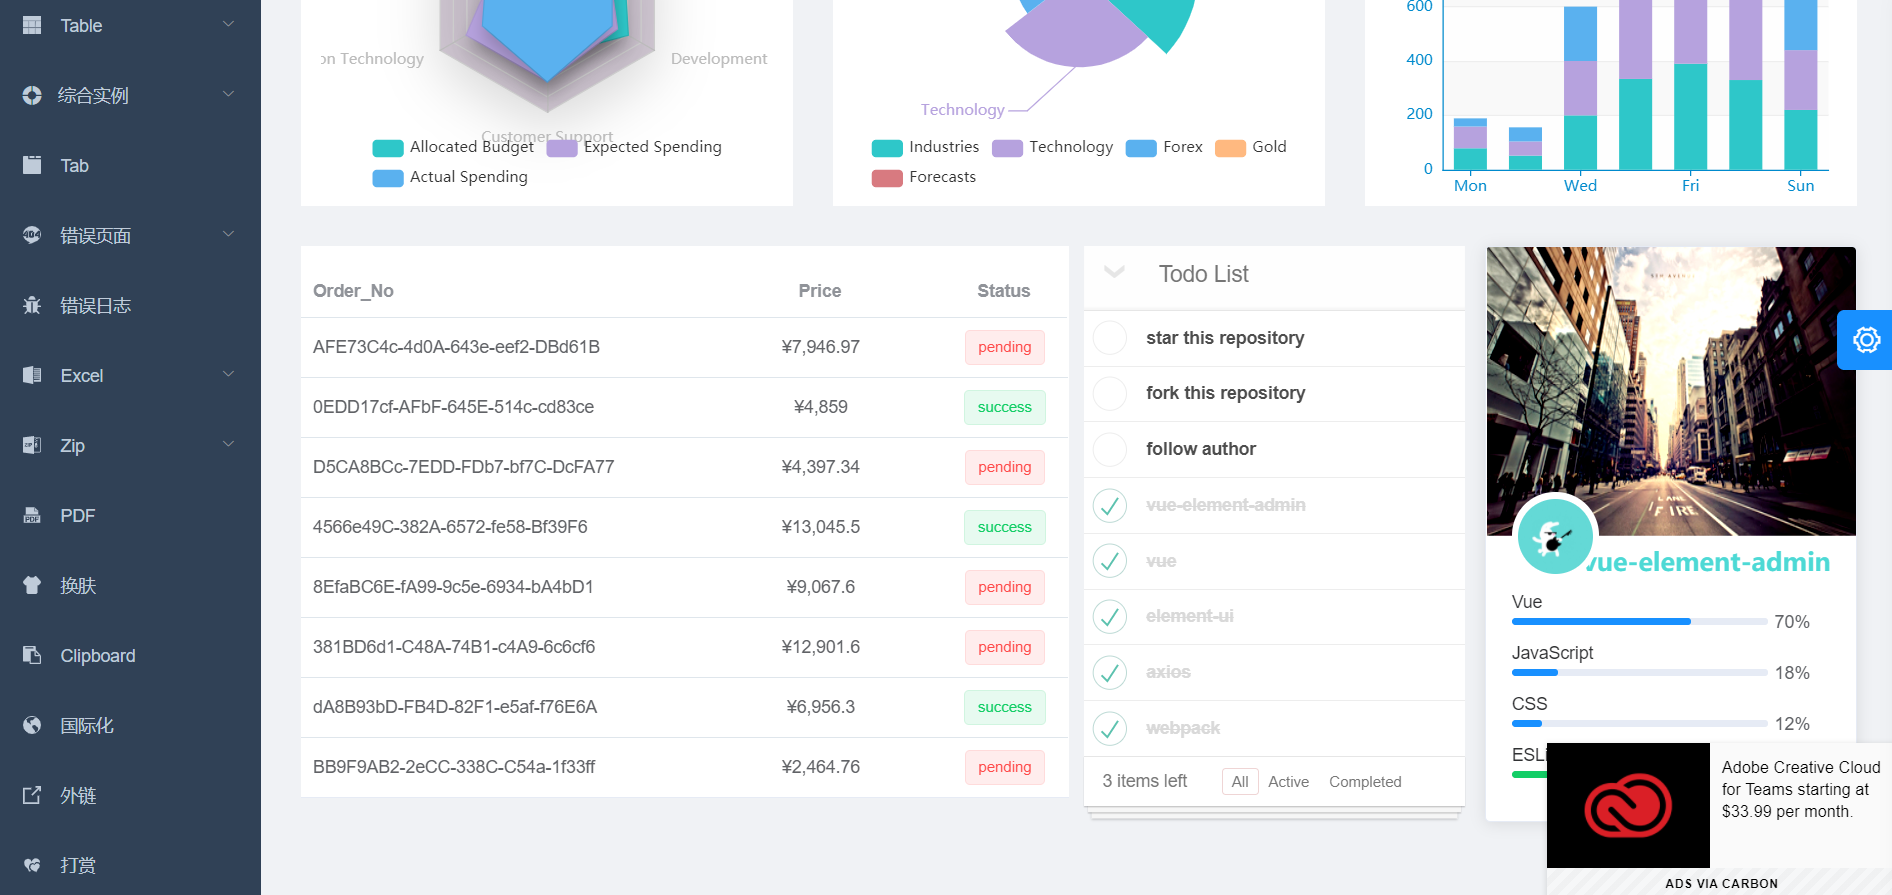 Table
综合实例
Tab
错误页面
错误日志
Excel
Zip
PDF
换肤
Clipboard
国际化
外链
打赏
on Technology
Development
Customer Support
Allocated Budget
Expected Spending
Actual Spending
Technology
Industries
Technology
Forex
Gold
Forecasts
600
400
200
0
Mon
Wed
Fri
Sun
Order_No Price Status
AFE73C4c-4d0A-643e-eef2-DBd61B ¥7,946.97 pending
0EDD17cf-AFbF-645E-514c-cd83ce ¥4,859 success
D5CA8BCc-7EDD-FDb7-bf7C-DcFA77 ¥4,397.34 pending
4566e49C-382A-6572-fe58-Bf39F6 ¥13,045.5 success
8EfaBC6E-fA99-9c5e-6934-bA4bD1 ¥9,067.6 pending
381BD6d1-C48A-74B1-c4A9-6c6cf6 ¥12,901.6 pending
dA8B93bD-FB4D-82F1-e5af-f76E6A ¥6,956.3 success
BB9F9AB2-2eCC-338C-C54a-1f33ff ¥2,464.76 pending
Todo List
star this repository
fork this repository
follow author
vue-element-admin
vue
element-ui
axios
webpack
3 items left All Active Completed
LANE
FIRE
vue-element-admin
Vue
70%
JavaScript
18%
CSS
12%
ESLi
Adobe Creative Cloud
for Teams starting at
$33.99 per month.
ADS VIA CARBON